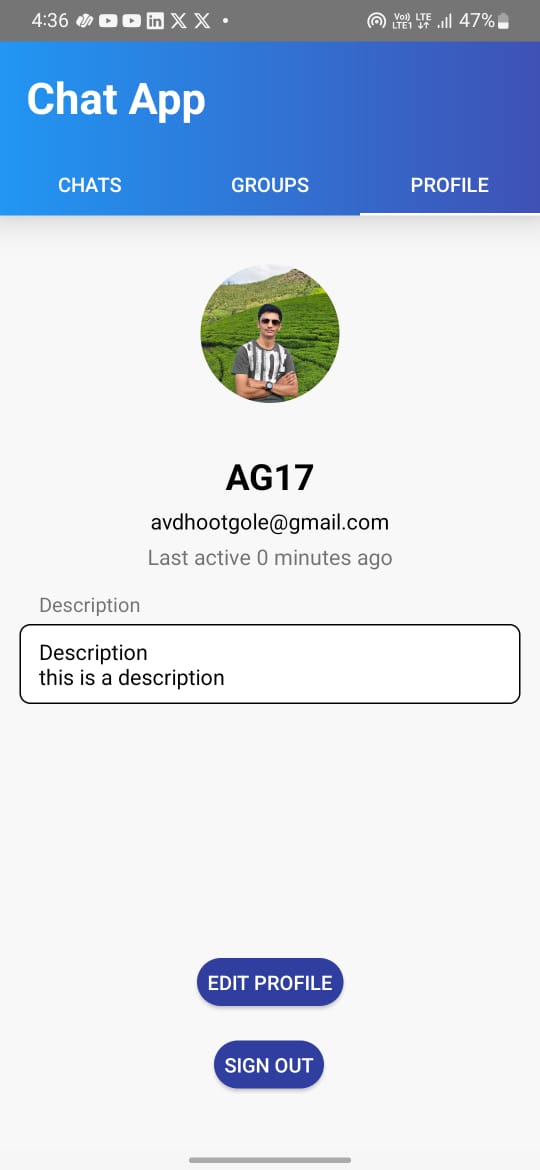 4:36
Vo) LTE
LTE1
47%
Chat App
CHATS
GROUPS
PROFILE
AG17
avdhootgole@gmail.com
Last active 0 minutes ago
Description
Description
this is a description
EDIT PROFILE
SIGN OUT